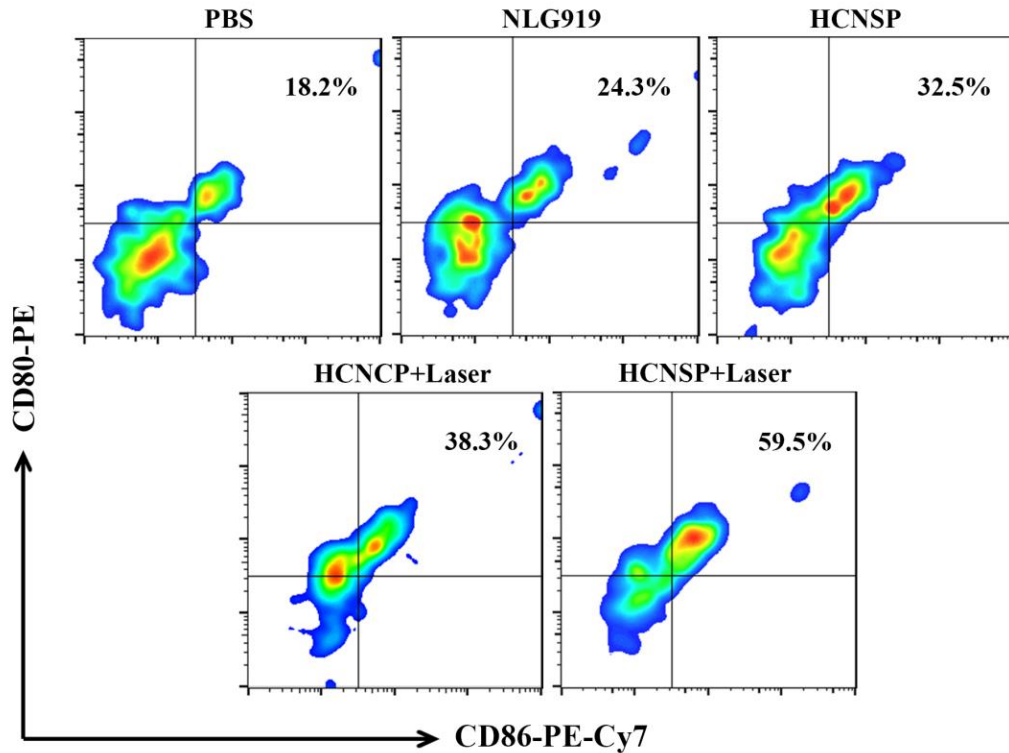 PBS
NLG919
HCNSP
18.2%
24.3%
32.5%
HCNCP+Laser
HCNSP+Laser
38.3%
59.5%
CD80-PE
CD86-PE-Cy7